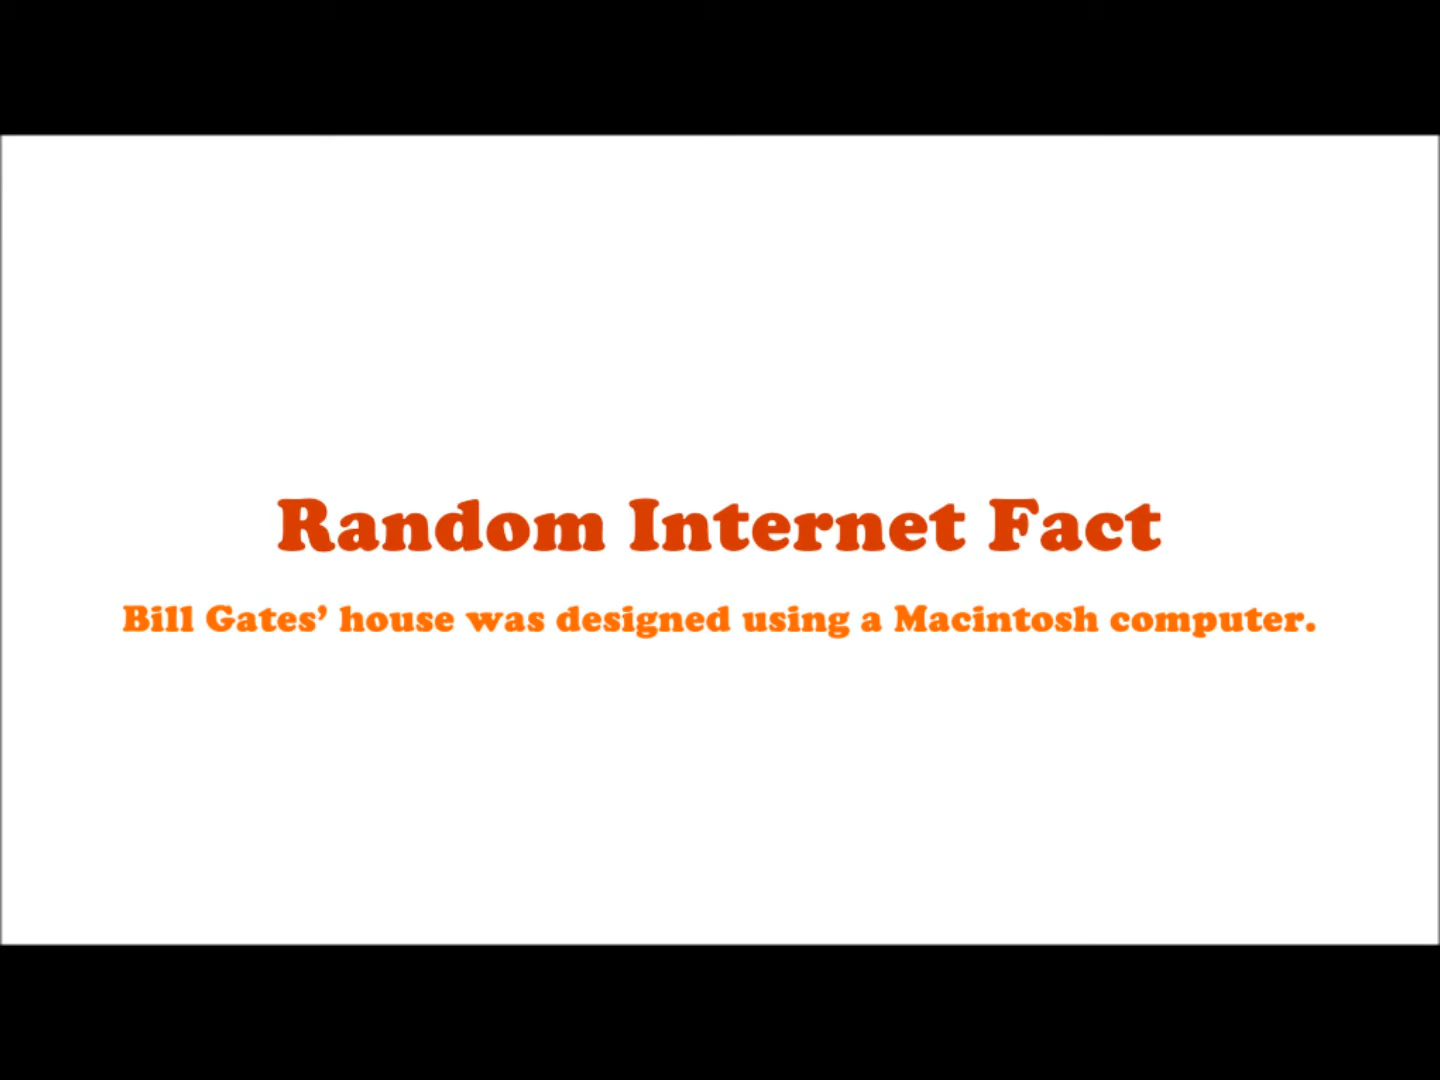 Random Internet Fact
Bill Gates’ house was designed using a Macintosh computer.